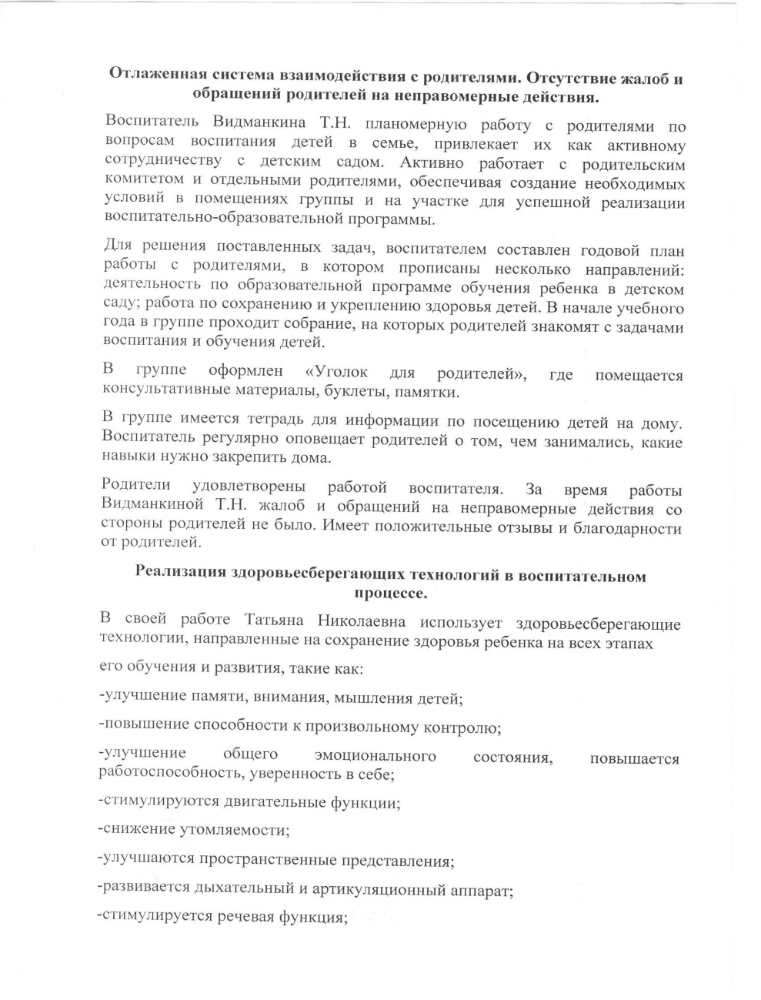 Отлаженная система взаимодействия с родителями. Отсутствие жалоб и
обращений родителей на неправомерные действия.
Воспитатель Видманкина Т.Н. планомерную работу с родителями по
вопросам воспитания детей в семье, привлекает их как активному
сотрудничеству с детским садом. Активно работает с родительским
комитетом и отдельными родителями, обеспечивая создание необходимых
условий в помещениях группы и на участке для успешной реализации
воспитательно-образовательной программы.
Для решения поставленных задач, воспитателем составлен годовой план
работы с родителями, в котором прописаны несколько направлений:
деятельность по образовательной программе обучения ребенка в детском
саду; работа по сохранению и укреплению здоровья детей. В начале учебного
года в группе проходит собрание, на которых родителей знакомят с задачами
воспитания и обучения детей.
В группе оформлен «Уголок для родителей», где помещается
консультативные материалы, буклеты, памятки.
В группе имеется тетрадь для информации по посещению детей на дому.
Воспитатель регулярно оповещает родителей о том, чем занимались, какие
навыки нужно закрепить дома.
Родители удовлетворены работой воспитателя. За время работы
Видманкиной Т.Н. жалоб и обращений на неправомерные действия со
стороны родителей не было. Имеет положительные отзывы и благодарности
от родителей.
Реализация здоровьесберегающих технологий в воспитательном
процессе.
В своей работе Татьяна Николаевна использует здоровьесберегающие
технологии, направленные на сохранение здоровья ребенка на всех этапах
его обучения и развития, такие как:
-улучшение памяти, внимания, мышления детей;
-повышение способности к произвольному контролю;
-улучшение общего эмоционального состояния, повышается
работоспособность, уверенность в себе;
-стимулируются двигательные функции;
-снижение утомляемости;
-улучшаются пространственные представления;
-развивается дыхательный и артикуляционный аппарат;
-стимулируется речевая функция;